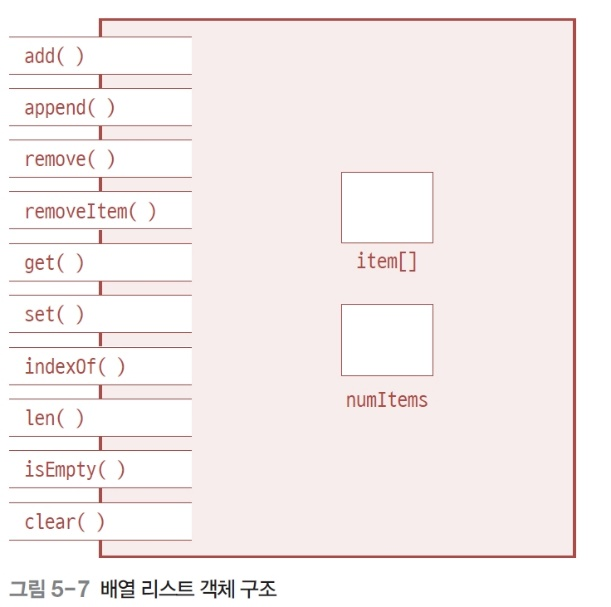 add( )
append( )
remove( )
removeItem( )
get( )
set( )
indexOf( )
len( )
isEmpty( )
clear( )
item[]
numItems
그림 5-7 배열 리스트 객체 구조